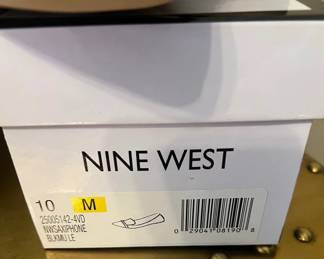 NINE WEST
10 M
25005142-4VD
NWSAXIPHONE
BLKMU LE
0 29041 08190 8